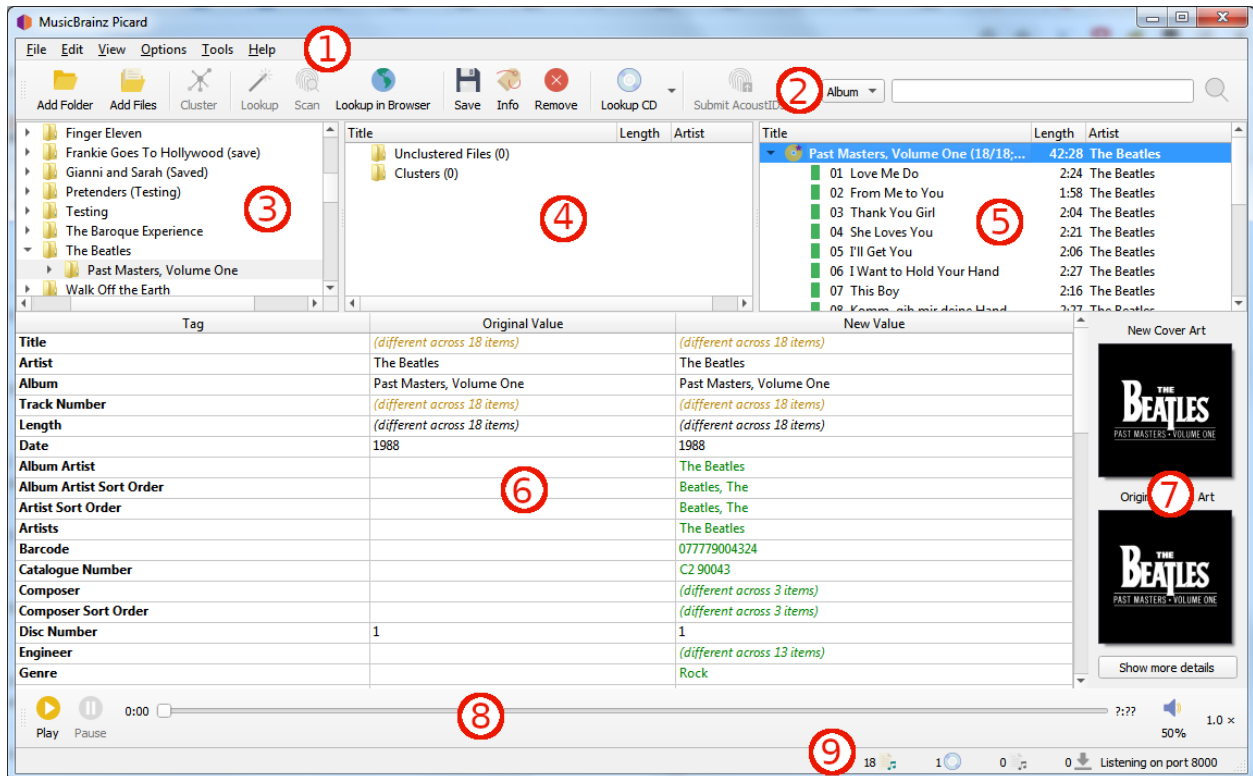 MusicBrainz Picard
File Edit View Options Tools Help
1
Add Folder Add Files Cluster Lookup Scan Lookup in Browser Save Info Remove Lookup CD Submit AcoustID
2
Album
Finger Eleven
Frankie Goes To Hollywood (save)
Gianni and Sarah (Saved)
Pretenders (Testing)
Testing
The Baroque Experience
The Beatles
Past Masters, Volume One
Walk Off the Earth
3
Title Length Artist
Unclustered Files (0)
Clusters (0)
4
Title Length Artist
Past Masters, Volume One (18/18;... 42:28 The Beatles
01 Love Me Do 2:24 The Beatles
02 From Me to You 1:58 The Beatles
03 Thank You Girl 2:04 The Beatles
04 She Loves You 2:21 The Beatles
05 I'll Get You 2:06 The Beatles
06 I Want to Hold Your Hand 2:27 The Beatles
07 This Boy 2:16 The Beatles
08 Komm, gib mir deine Hand 2:27 The Beatles
5
Tag Original Value New Value
Title (different across 18 items) (different across 18 items)
Artist The Beatles The Beatles
Album Past Masters, Volume One Past Masters, Volume One
Track Number (different across 18 items) (different across 18 items)
Length (different across 18 items) (different across 18 items)
Date 1988 1988
Album Artist The Beatles
Album Artist Sort Order Beatles, The
Artist Sort Order Beatles, The
Artists The Beatles
Barcode 077779004324
Catalogue Number C2 90043
Composer (different across 3 items)
Composer Sort Order (different across 3 items)
Disc Number 1 1
Engineer (different across 13 items)
Genre Rock
6
New Cover Art
THE
BEATLES
PAST MASTERS • VOLUME ONE
7
Art
THE
BEATLES
PAST MASTERS • VOLUME ONE
Show more details
0:00 8 ?:??
Play Pause 50% 1.0 ×
9
18 1 0 0 Listening on port 8000